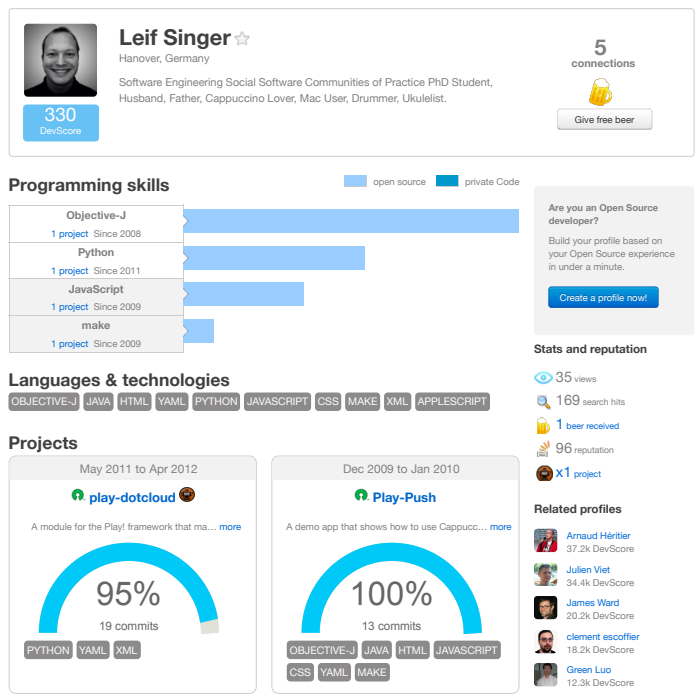 Leif Singer
Hanover, Germany
Software Engineering Social Software Communities of Practice PhD Student,
Husband, Father, Cappuccino Lover, Mac User, Drummer, Ukulelist.
330
DevScore
5
connections
Give free beer
Programming skills
open source
private Code
Objective-J
1 project Since 2008
Python
1 project Since 2011
JavaScript
1 project Since 2009
make
1 project Since 2009
Languages & technologies
OBJECTIVE-J JAVA HTML YAML PYTHON JAVASCRIPT CSS MAKE XML APPLESCRIPT
Projects
May 2011 to Apr 2012
play-dotcloud
A module for the Play! framework that ma... more
95%
19 commits
PYTHON YAML XML
Dec 2009 to Jan 2010
Play-Push
A demo app that shows how to use Cappucc... more
100%
13 commits
OBJECTIVE-J JAVA HTML JAVASCRIPT
CSS YAML MAKE
Are you an Open Source
developer?
Build your profile based on
your Open Source experience
in under a minute.
Create a profile now!
Stats and reputation
35 views
169 search hits
1 beer received
96 reputation
x1 project
Related profiles
Arnaud Héritier
37.2k DevScore
Julien Viet
34.4k DevScore
James Ward
20.2k DevScore
clement escoffier
18.2k DevScore
Green Luo
12.3k DevScore